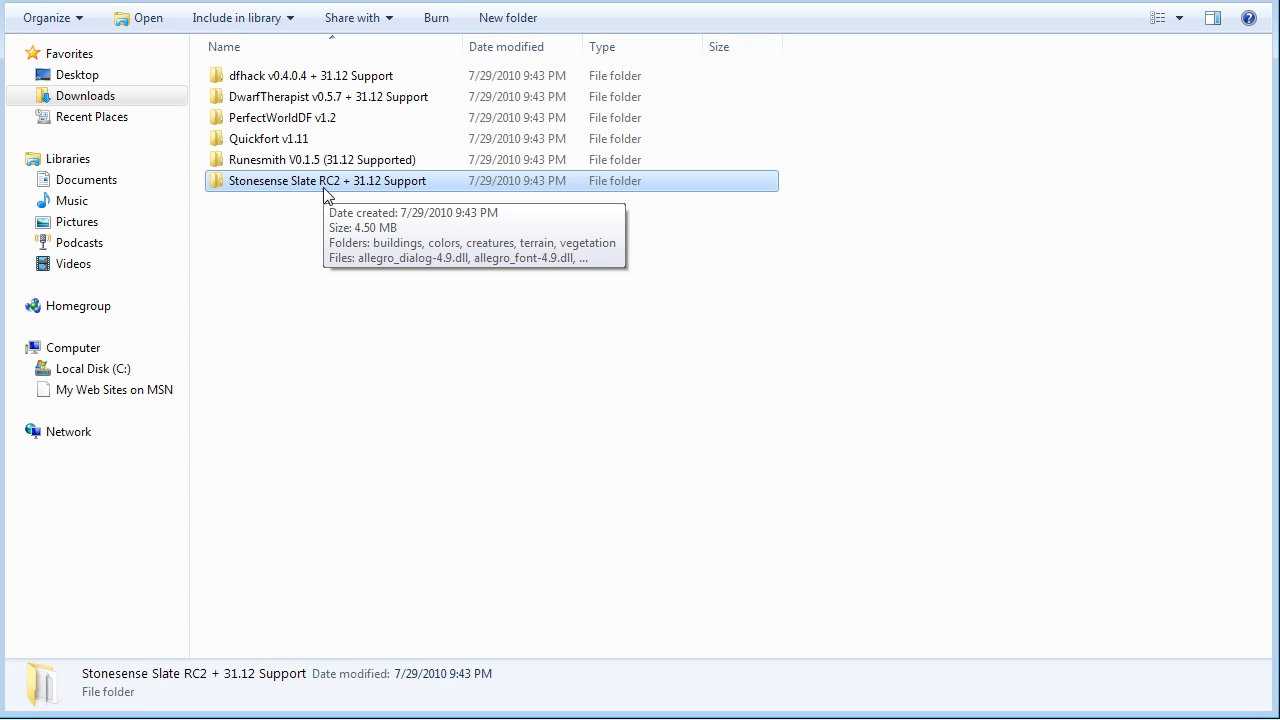 Organize Open Include in library Share with Burn New folder
Name Date modified Type Size
Favorites
Desktop
Downloads
Recent Places
Libraries
Documents
Music
Pictures
Podcasts
Videos
Homegroup
Computer
Local Disk (C:)
My Web Sites on MSN
Network
dfhack v0.4.0.4 + 31.12 Support 7/29/2010 9:43 PM File folder
DwarfTherapist v0.5.7 + 31.12 Support 7/29/2010 9:43 PM File folder
PerfectWorldDF v1.2 7/29/2010 9:43 PM File folder
Quickfort v1.11 7/29/2010 9:43 PM File folder
Runesmith V0.1.5 (31.12 Supported) 7/29/2010 9:43 PM File folder
Stonesense Slate RC2 + 31.12 Support 7/29/2010 9:43 PM File folder
Date created: 7/29/2010 9:43 PM
Size: 4.50 MB
Folders: buildings, colors, creatures, terrain, vegetation
Files: allegro_dialog-4.9.dll, allegro_font-4.9.dll, ...
Stonesense Slate RC2 + 31.12 Support Date modified: 7/29/2010 9:43 PM
File folder